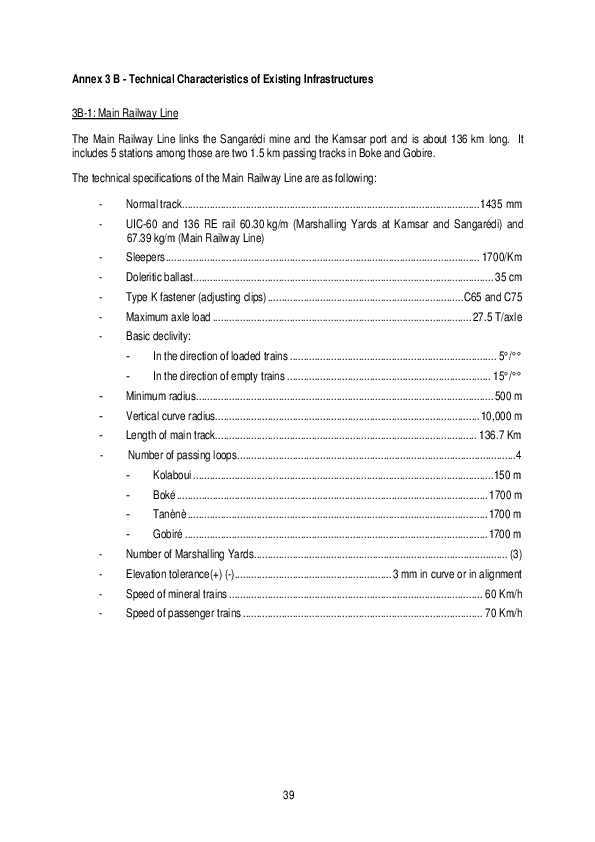 Annex 3 B - Technical Characteristics of Existing Infrastructures
3B-1: Main Railway Line
The Main Railway Line links the Sangarédi mine and the Kamsar port and is about 136 km long. It
includes 5 stations among those are two 1.5 km passing tracks in Boke and Gobire.
The technical specifications of the Main Railway Line are as following:
- Normal track..........1435 mm
- UIC-60 and 136 RE rail 60.30 kg/m (Marshalling Yards at Kamsar and Sangarédi) and
67.39 kg/m (Main Railway Line)
- Sleepers.......... 1700/Km
- Doleritic ballast.......... 35 cm
- Type K fastener (adjusting clips)..........C65 and C75
- Maximum axle load..........27.5 T/axle
- Basic declivity:
- In the direction of loaded trains.......... 5°/°°
- In the direction of empty trains.......... 15°/°°
- Minimum radius..........500 m
- Vertical curve radius..........10,000 m
- Length of main track.......... 136.7 Km
- Number of passing loops..........4
- Kolaboui..........150 m
- Boké..........1700 m
- Tanènè..........1700 m
- Gobiré..........1700 m
- Number of Marshalling Yards.......... (3)
- Elevation tolerance(+) (-)..........3 mm in curve or in alignment
- Speed of mineral trains.......... 60 Km/h
- Speed of passenger trains.......... 70 Km/h
39